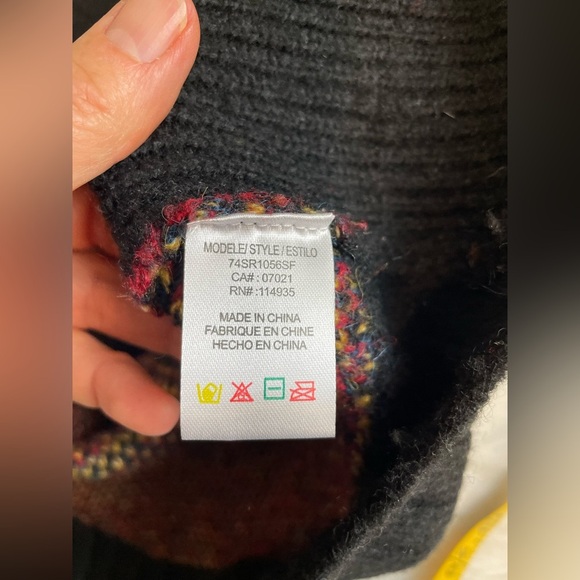 MODELE/ STYLE / ESTILO
74SR1056SF
CA# : 07021
RN# : 114935
MADE IN CHINA
FABRIQUE EN CHINE
HECHO EN CHINA